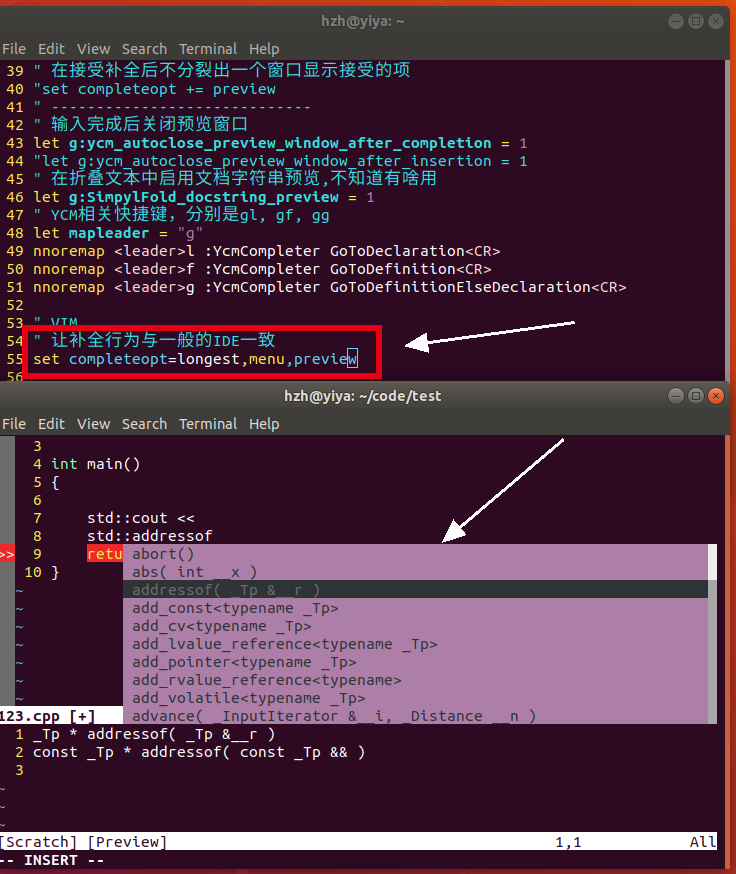 hzh@yiya: ~
File Edit View Search Terminal Help
39 " 在接受补全后不分裂出一个窗口显示接受的项
40 "set completeopt += preview
41 " -----------------------------
42 " 输入完成后关闭预览窗口
43 let g:ycm_autoclose_preview_window_after_completion = 1
44 "let g:ycm_autoclose_preview_window_after_insertion = 1
45 " 在折叠文本中启用文档字符串预览,不知道有啥用
46 let g:SimpylFold_docstring_preview = 1
47 " YCM相关快捷键，分别是gl, gf, gg
48 let mapleader = "g"
49 nnoremap <leader>l :YcmCompleter GoToDeclaration<CR>
50 nnoremap <leader>f :YcmCompleter GoToDefinition<CR>
51 nnoremap <leader>g :YcmCompleter GoToDefinitionElseDeclaration<CR>
52
53 " VIM
54 " 让补全行为与一般的IDE一致
55 set completeopt=longest,menu,preview
56
hzh@yiya: ~/code/test
File Edit View Search Terminal Help
3
4 int main()
5 {
6
7 std::cout <<
8 std::addressof
>> 9 retu abort()
10 } abs( int __x )
~ addressof( _Tp &__r )
~ add_const<typename _Tp>
~ add_cv<typename _Tp>
~ add_lvalue_reference<typename _Tp>
~ add_pointer<typename _Tp>
~ add_rvalue_reference<typename>
~ add_volatile<typename _Tp>
123.cpp [+] advance( _InputIterator &__i, _Distance __n )
1 _Tp * addressof( _Tp &__r )
2 const _Tp * addressof( const _Tp && )
3
~
~
~
[Scratch] [Preview] 1,1 All
-- INSERT --